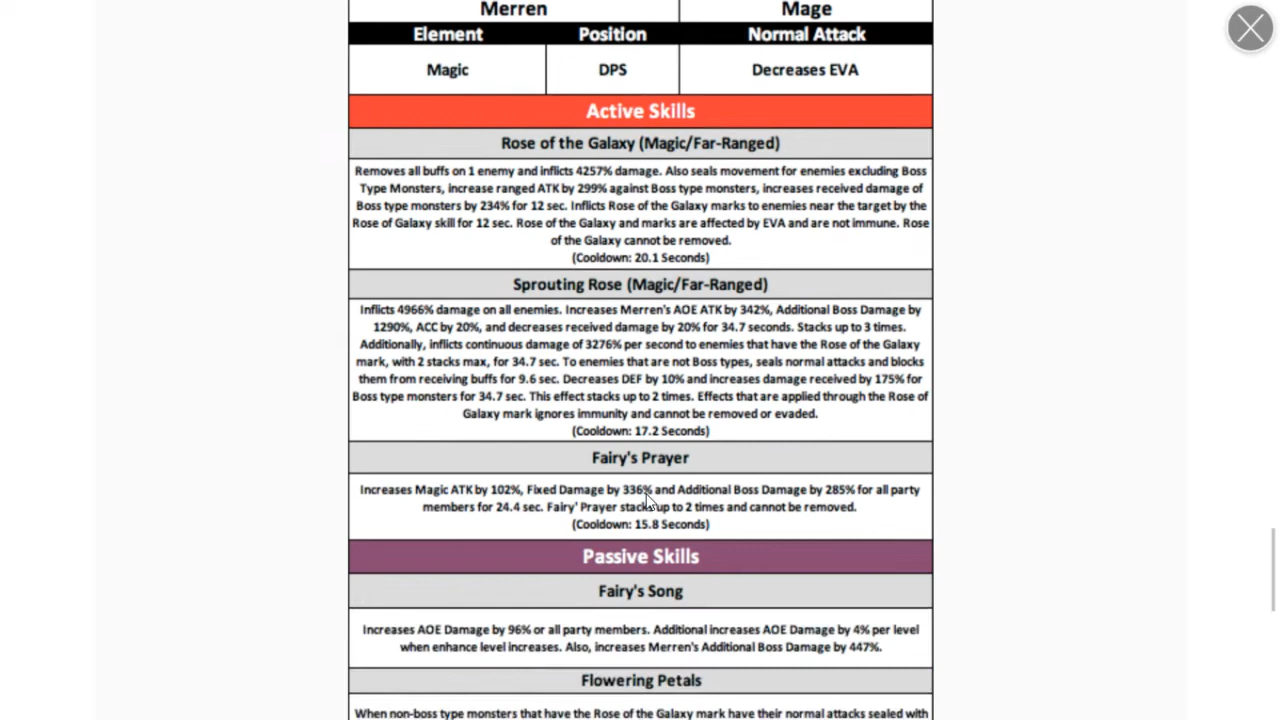 Merren Mage
Element Position Normal Attack
Magic DPS Decreases EVA
Active Skills
Rose of the Galaxy (Magic/Far-Ranged)
Removes all buffs on 1 enemy and inflicts 4257% damage. Also seals movement for enemies excluding Boss
Type Monsters, increase ranged ATK by 299% against Boss type monsters, increases received damage of
Boss type monsters by 234% for 12 sec. Inflicts Rose of the Galaxy marks to enemies near the target by the
Rose of Galaxy skill for 12 sec. Rose of the Galaxy and marks are affected by EVA and are not immune. Rose
of the Galaxy cannot be removed.
(Cooldown: 20.1 Seconds)
Sprouting Rose (Magic/Far-Ranged)
Inflicts 4966% damage on all enemies. Increases Merren's AOE ATK by 342%, Additional Boss Damage by
1290%, ACC by 20%, and decreases received damage by 20% for 34.7 seconds. Stacks up to 3 times.
Additionally, inflicts continuous damage of 3276% per second to enemies that have the Rose of the Galaxy
mark, with 2 stacks max, for 34.7 sec. To enemies that are not Boss types, seals normal attacks and blocks
them from receiving buffs for 9.6 sec. Decreases DEF by 10% and increases damage received by 175% for
Boss type monsters for 34.7 sec. This effect stacks up to 2 times. Effects that are applied through the Rose of
Galaxy mark ignores immunity and cannot be removed or evaded.
(Cooldown: 17.2 Seconds)
Fairy's Prayer
Increases Magic ATK by 102%, Fixed Damage by 336% and Additional Boss Damage by 285% for all party
members for 24.4 sec. Fairy' Prayer stacks up to 2 times and cannot be removed.
(Cooldown: 15.8 Seconds)
Passive Skills
Fairy's Song
Increases AOE Damage by 96% or all party members. Additional increases AOE Damage by 4% per level
when enhance level increases. Also, increases Merren's Additional Boss Damage by 447%.
Flowering Petals
When non-boss type monsters that have the Rose of the Galaxy mark have their normal attacks sealed with